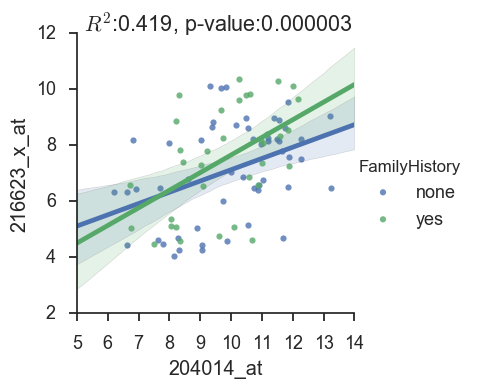 R²:0.419, p-value:0.000003
12
10
8
6
4
2
216623_x_at
5 6 7 8 9 10 11 12 13 14
204014_at
FamilyHistory
none
yes